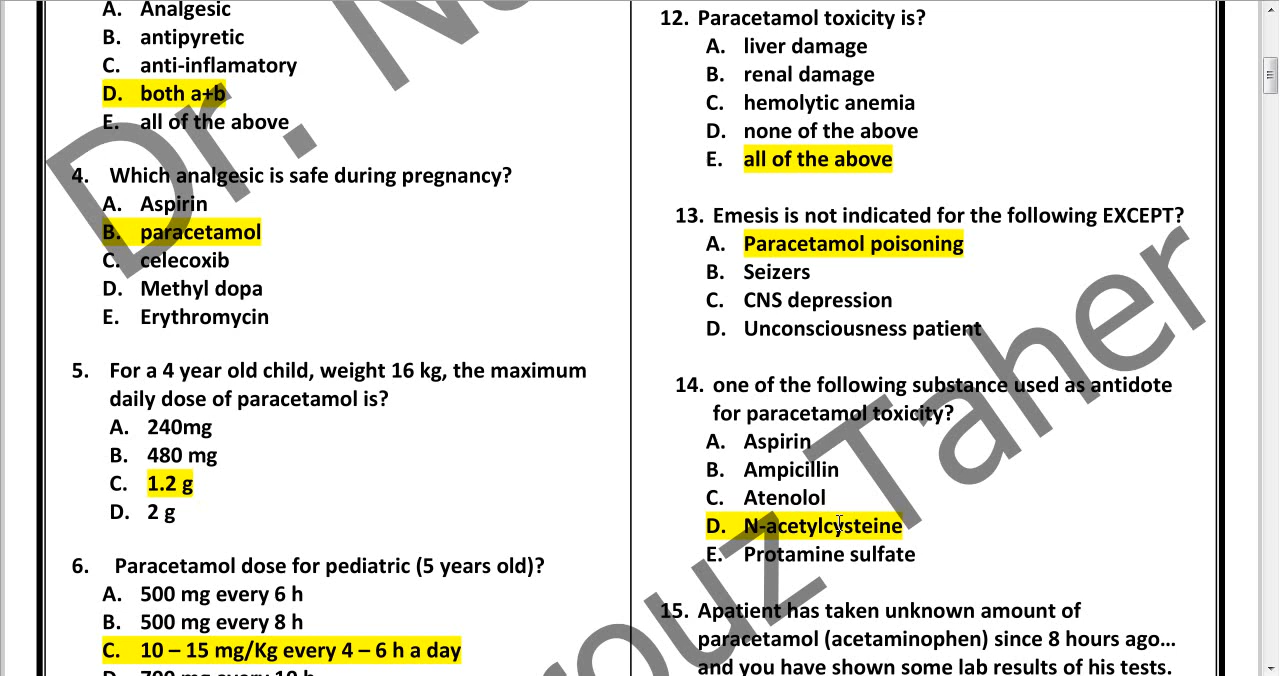 A. Analgesic
B. antipyretic
C. anti-inflamatory
D. both a+b
E. all of the above
4. Which analgesic is safe during pregnancy?
A. Aspirin
B. paracetamol
C. celecoxib
D. Methyl dopa
E. Erythromycin
5. For a 4 year old child, weight 16 kg, the maximum
daily dose of paracetamol is?
A. 240mg
B. 480 mg
C. 1.2 g
D. 2 g
6. Paracetamol dose for pediatric (5 years old)?
A. 500 mg every 6 h
B. 500 mg every 8 h
C. 10 – 15 mg/Kg every 4 – 6 h a day
12. Paracetamol toxicity is?
A. liver damage
B. renal damage
C. hemolytic anemia
D. none of the above
E. all of the above
13. Emesis is not indicated for the following EXCEPT?
A. Paracetamol poisoning
B. Seizers
C. CNS depression
D. Unconsciousness patient
14. one of the following substance used as antidote
for paracetamol toxicity?
A. Aspirin
B. Ampicillin
C. Atenolol
D. N-acetylcysteine
E. Protamine sulfate
15. Apatient has taken unknown amount of
paracetamol (acetaminophen) since 8 hours ago...
and you have shown some lab results of his tests.
Dr.
Taher